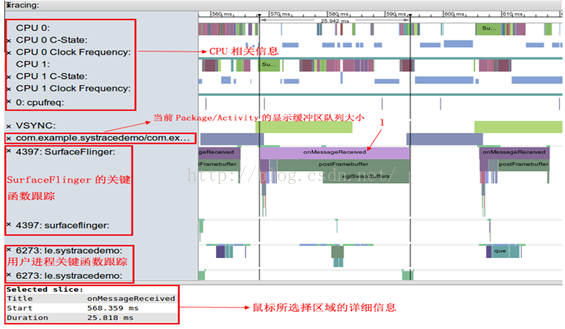 Tracing:
560 ms
570 ms
580 ms
590 ms
600 ms
610 ms
25.942 ms
CPU 0:
Su...
× CPU 0 C-State:
× CPU 0 Clock Frequency:
CPU 相关信息
CPU 1:
Su...
× CPU 1 C-State:
× CPU 1 Clock Frequency:
× 0: cpufreq:
当前 Package/Activity 的显示缓冲区队列大小
× VSYNC:
1
× com.example.systracedemo/com.ex...
× 4397: SurfaceFlinger:
onMessageReceived
onMessageReceived
postFramebuffer
postFramebuffer
eglSwapBuffers
SurfaceFlinger 的关键
函数跟踪
http://blog.csdn.net/
× 4397: surfaceflinger:
× 6273: le.systracedemo:
que
用户进程关键函数跟踪
× 6273: le.systracedemo:
Selected slice:
Title onMessageReceived
Start 568.359 ms
Duration 25.818 ms
鼠标所选择区域的详细信息